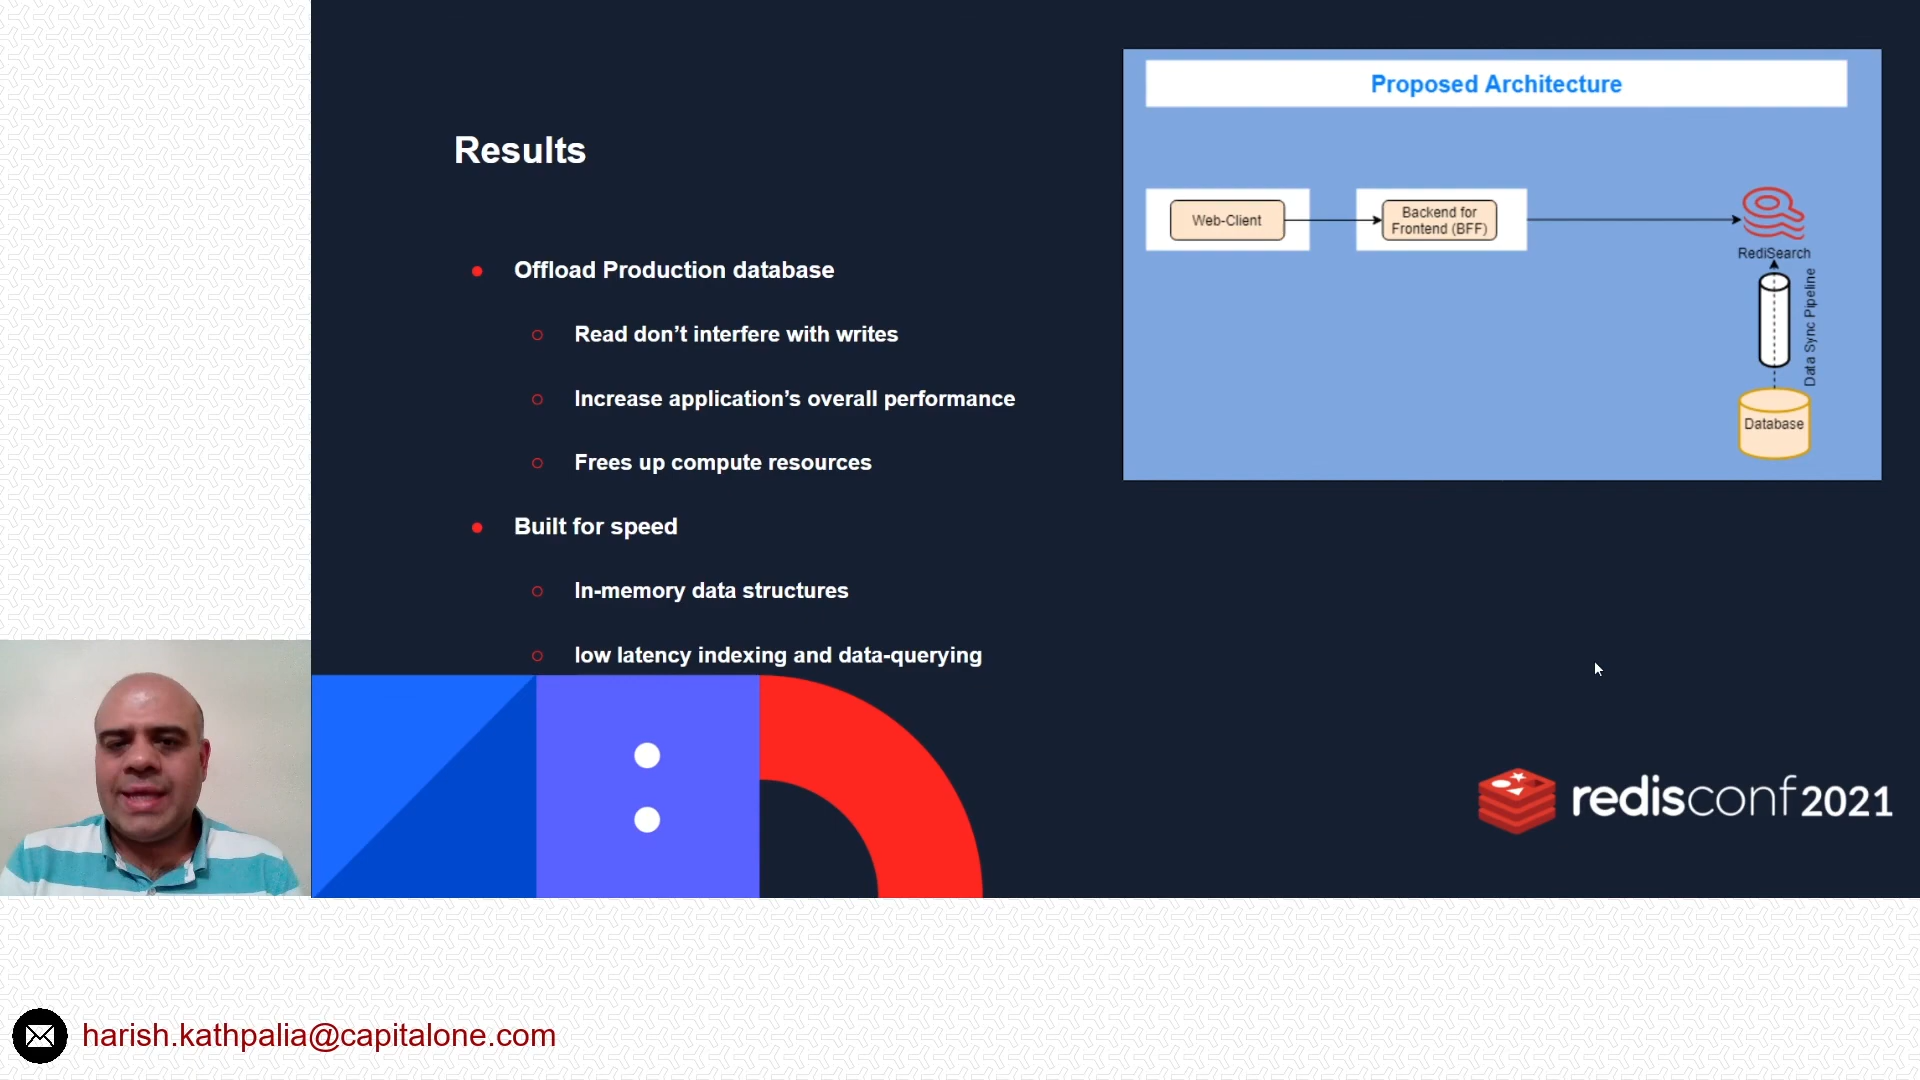 Results
Offload Production database
Read don’t interfere with writes
Increase application’s overall performance
Frees up compute resources
Built for speed
In-memory data structures
low latency indexing and data-querying
Proposed Architecture
Web-Client
Backend for
Frontend (BFF)
RediSearch
Data Sync Pipeline
Database
redisconf2021
harish.kathpalia@capitalone.com